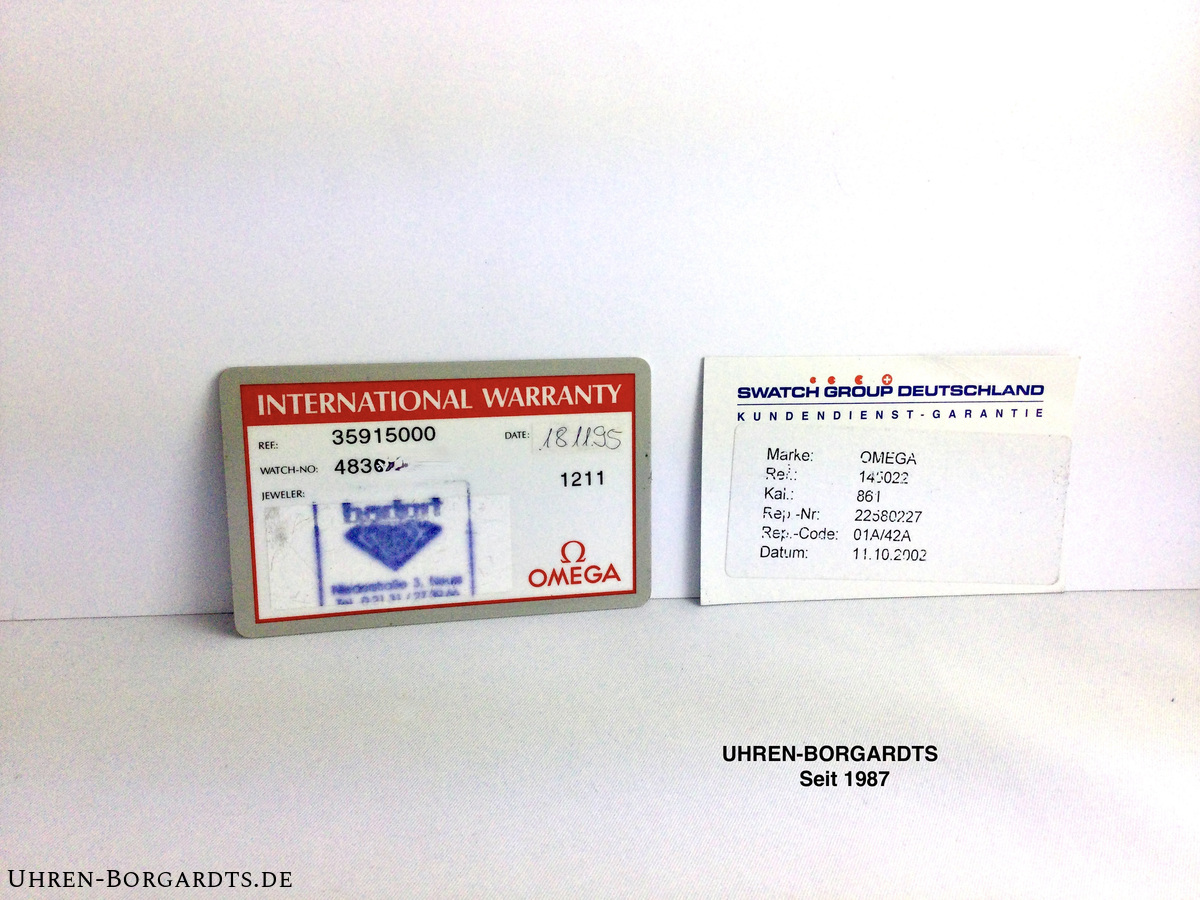 INTERNATIONAL WARRANTY
REF.: 35915000
DATE: 18.11.95
WATCH-NO: 4836
1211
JEWELER:
badort
Ω
OMEGA
SWATCH GROUP DEUTSCHLAND
KUNDENDIENST-GARANTIE
Marke: OMEGA
Ref.: 145022
Kal.: 861
Rep.-Nr: 22580227
Rep.-Code: 01A/42A
Datum: 11.10.2002
UHREN-BORGARDTS
Seit 1987
UHREN-BORGARDTS.DE